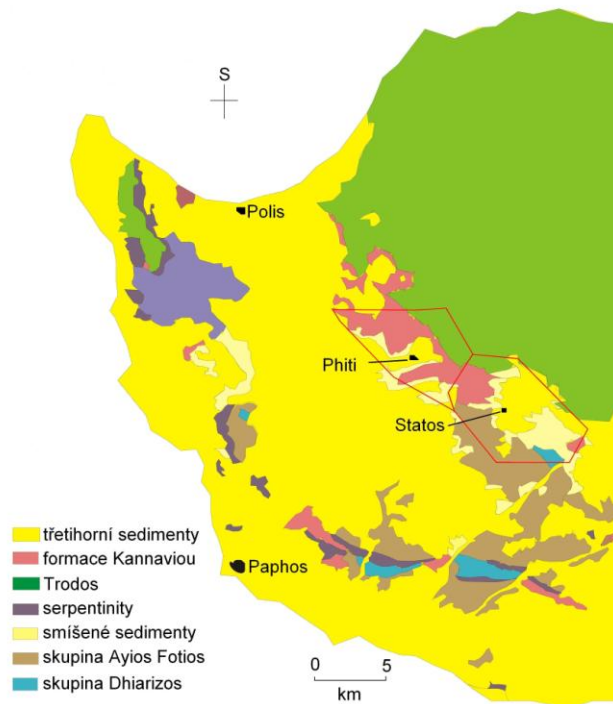 S
Polis
Phiti
Statos
Paphos
třetihorní sedimenty
formace Kannaviou
Trodos
serpentinity
smíšené sedimenty
skupina Ayios Fotios
skupina Dhiarizos
0 5
km